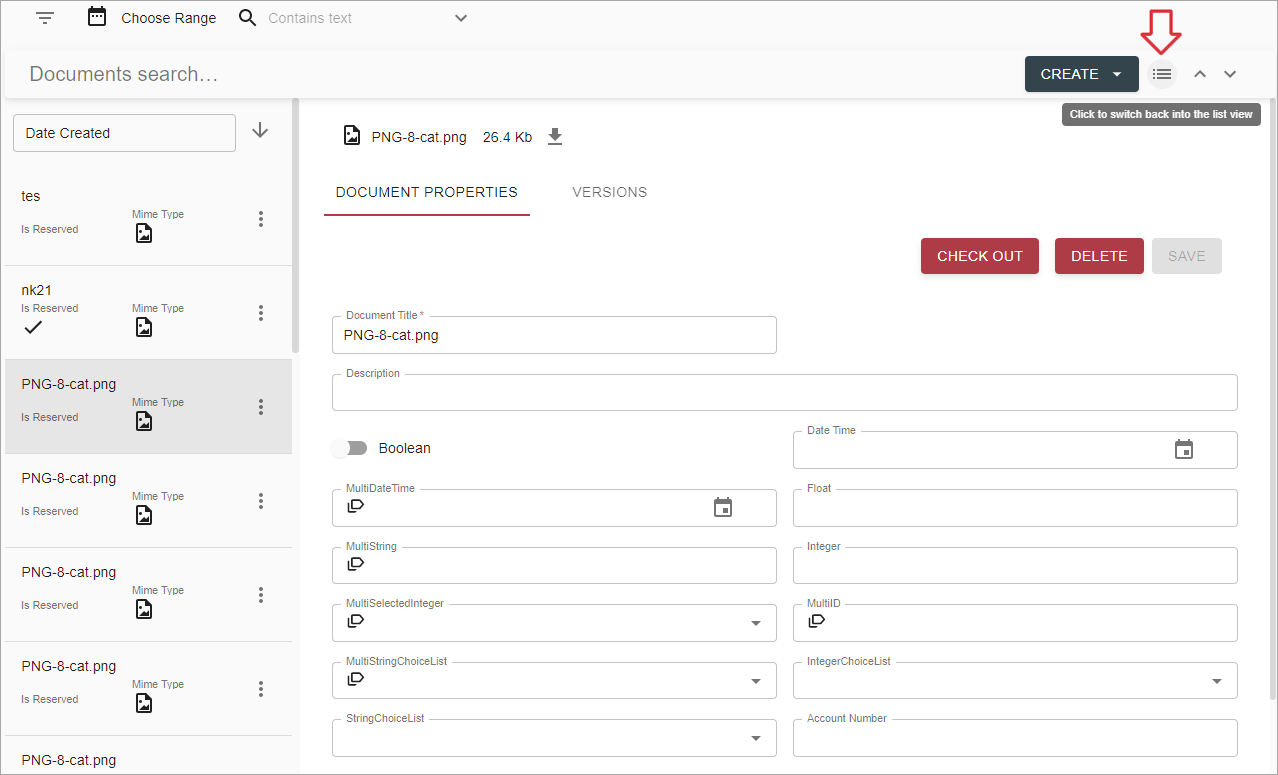 Choose Range
Contains text
Documents search...
CREATE
Click to switch back into the list view
Date Created
tes
Is Reserved
Mime Type
nk21
Is Reserved
Mime Type
PNG-8-cat.png
Is Reserved
Mime Type
PNG-8-cat.png
Is Reserved
Mime Type
PNG-8-cat.png
Is Reserved
Mime Type
PNG-8-cat.png
Is Reserved
Mime Type
PNG-8-cat.png
PNG-8-cat.png 26.4 Kb
DOCUMENT PROPERTIES VERSIONS
CHECK OUT DELETE SAVE
Document Title *
PNG-8-cat.png
Description
Boolean
Date Time
MultiDateTime
Float
MultiString
Integer
MultiSelectedInteger
MultiID
MultiStringChoiceList
IntegerChoiceList
StringChoiceList
Account Number